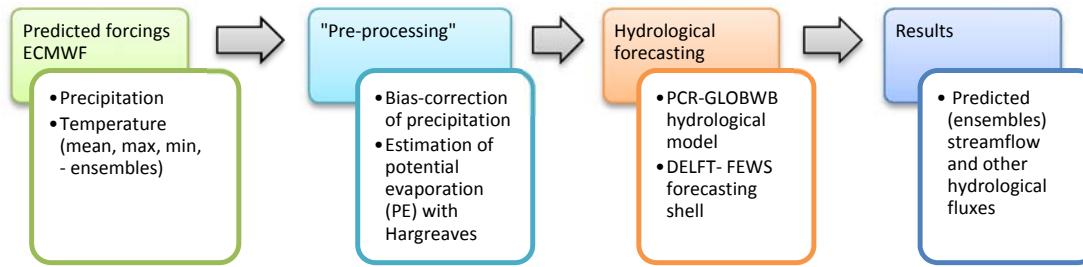 Predicted forcings
ECMWF
•Precipitation
•Temperature
(mean, max, min,
- ensembles)
"Pre-processing"
•Bias-correction
of precipitation
•Estimation of
potential
evaporation
(PE) with
Hargreaves
Hydrological
forecasting
•PCR-GLOBWB
hydrological
model
•DELFT- FEWS
forecasting
shell
Results
• Predicted
(ensembles)
streamflow
and other
hydrological
fluxes